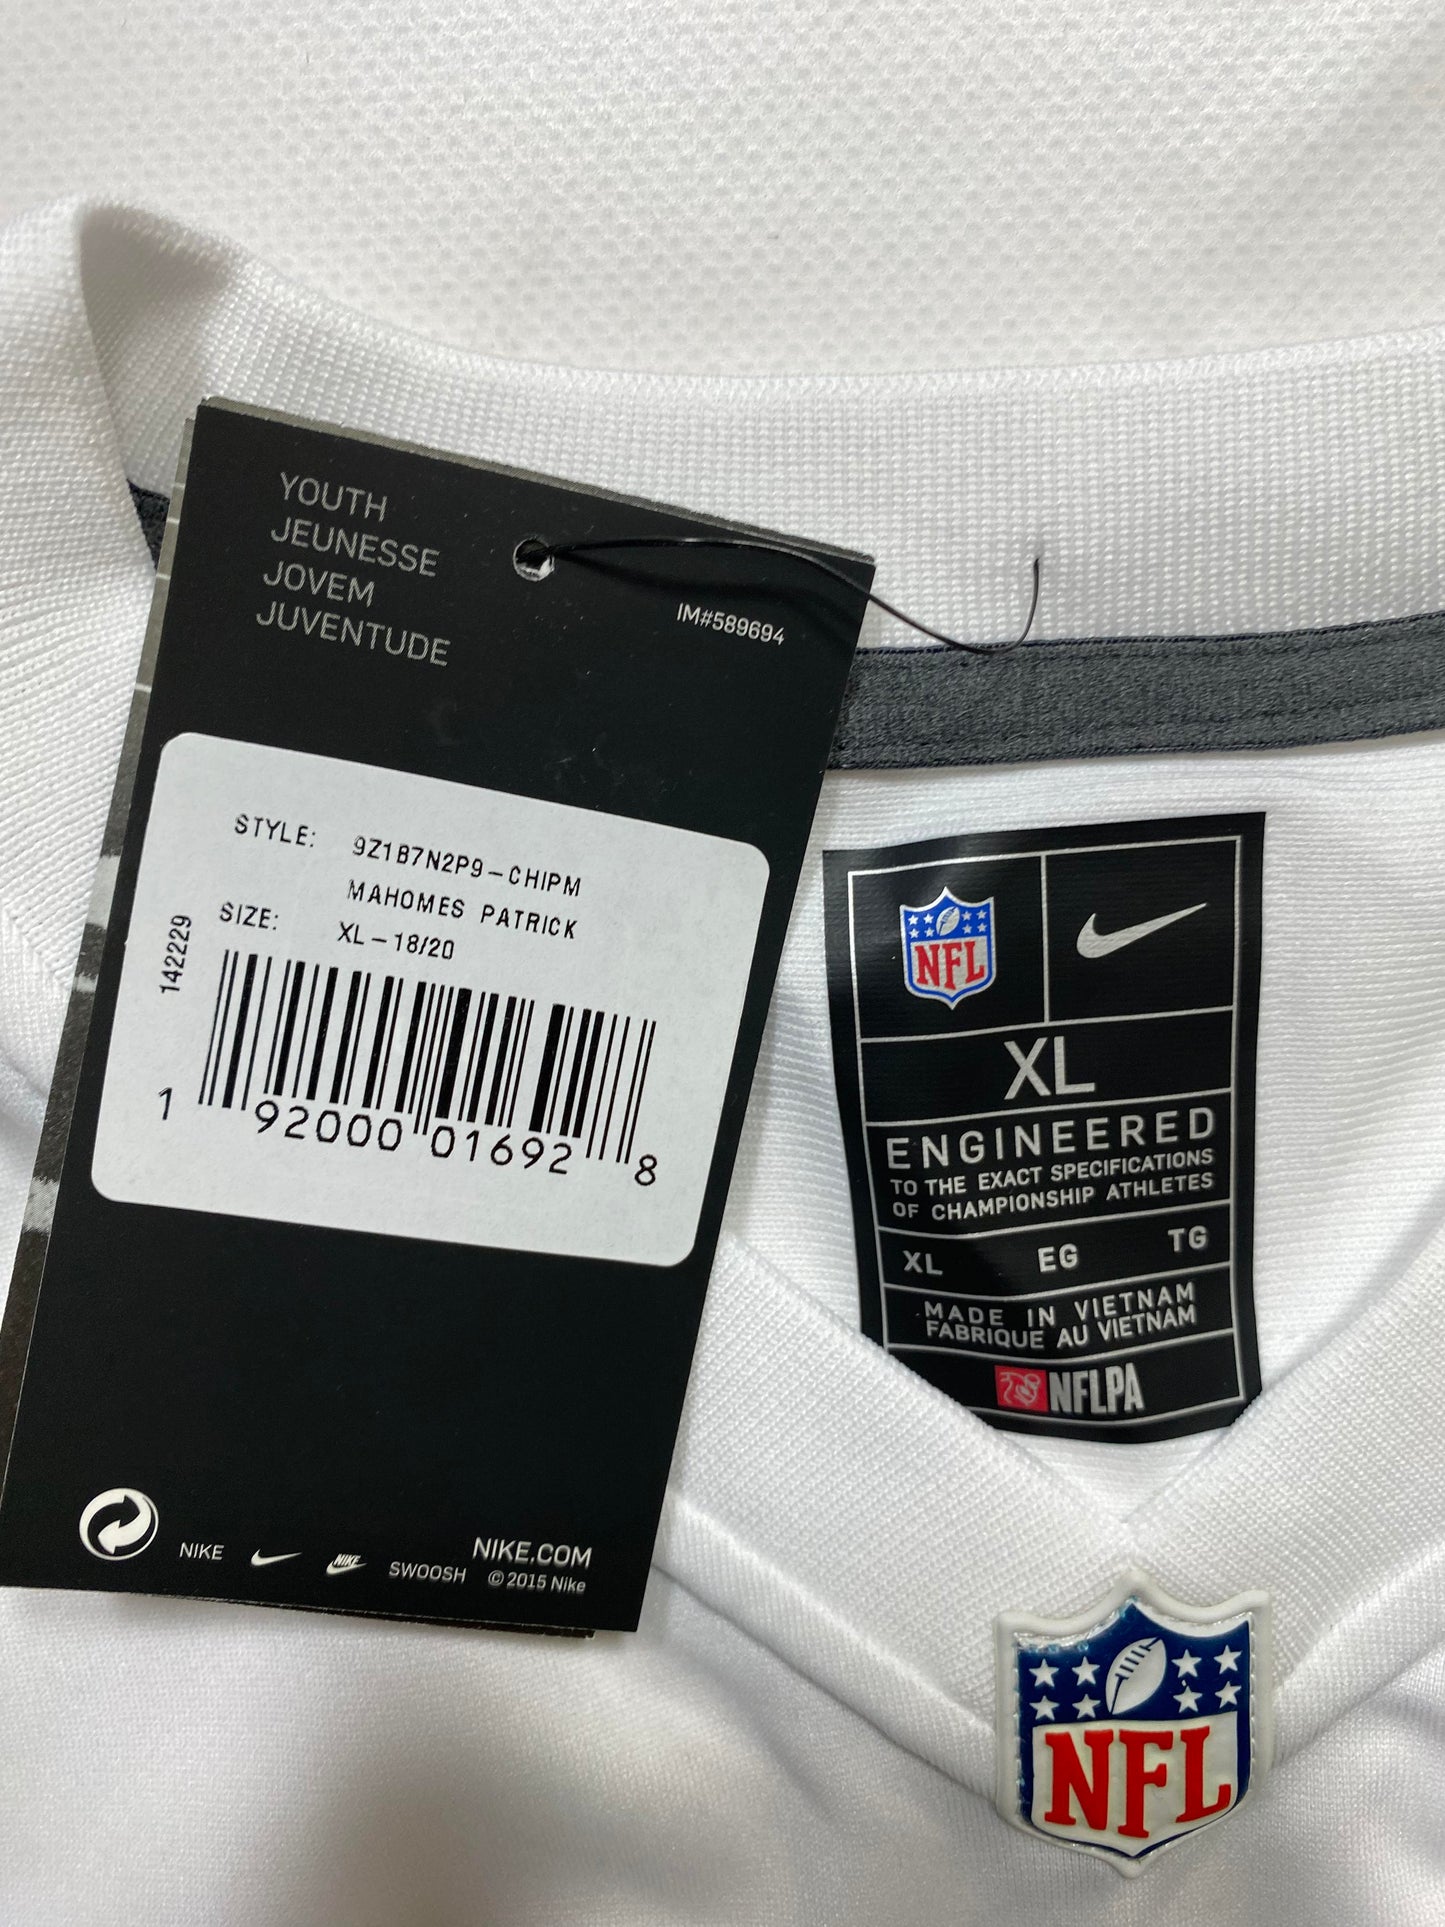 YOUTH
JEUNESSE
JOVEM
JUVENTUDE
IM#589694
STYLE: 9Z1B7N2P9-CHIPM
MAHOMES PATRICK
SIZE: XL-18/20
142229
1 92000 01692 8
NIKE NIKE SWOOSH
NIKE.COM
©2015 Nike
NFL
XL
ENGINEERED
TO THE EXACT SPECIFICATIONS
OF CHAMPIONSHIP ATHLETES
XL EG TG
MADE IN VIETNAM
FABRIQUE AU VIETNAM
NFLPA
NFL